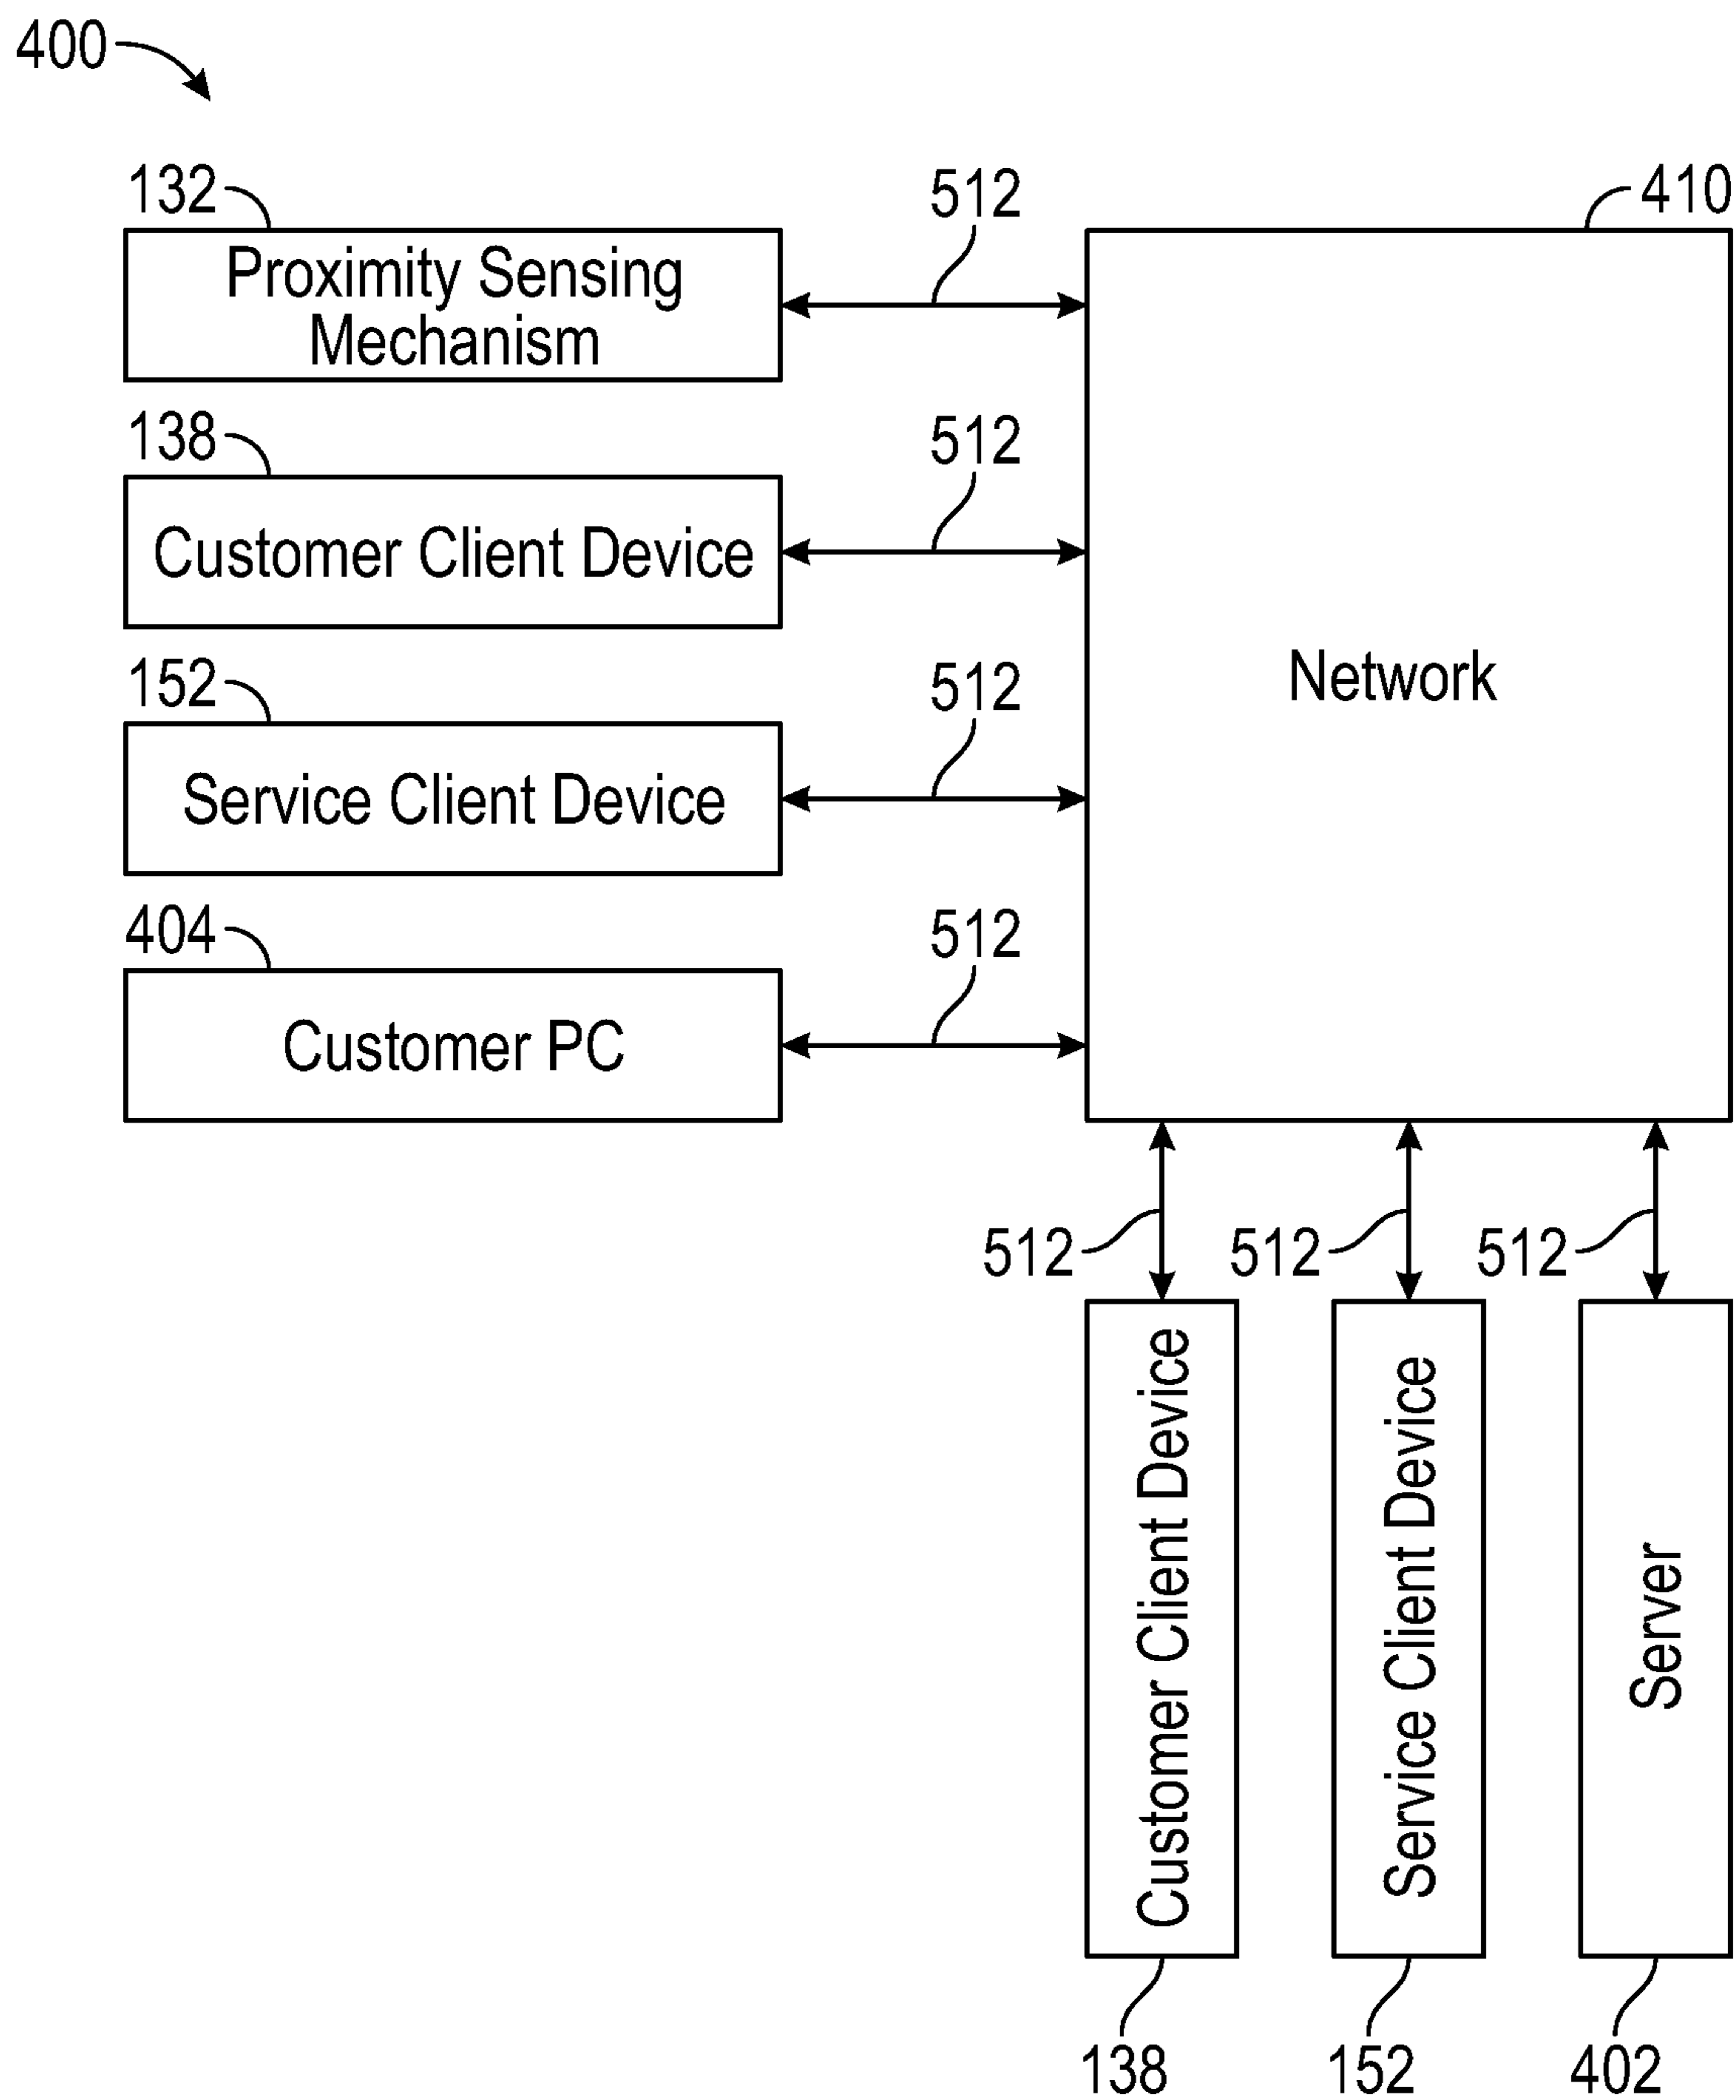 400
132
512
410
Proximity Sensing
Mechanism
138
512
Customer Client Device
Network
152
512
Service Client Device
404
512
Customer PC
512
512
512
Customer Client Device
Service Client Device
Server
138
152
402